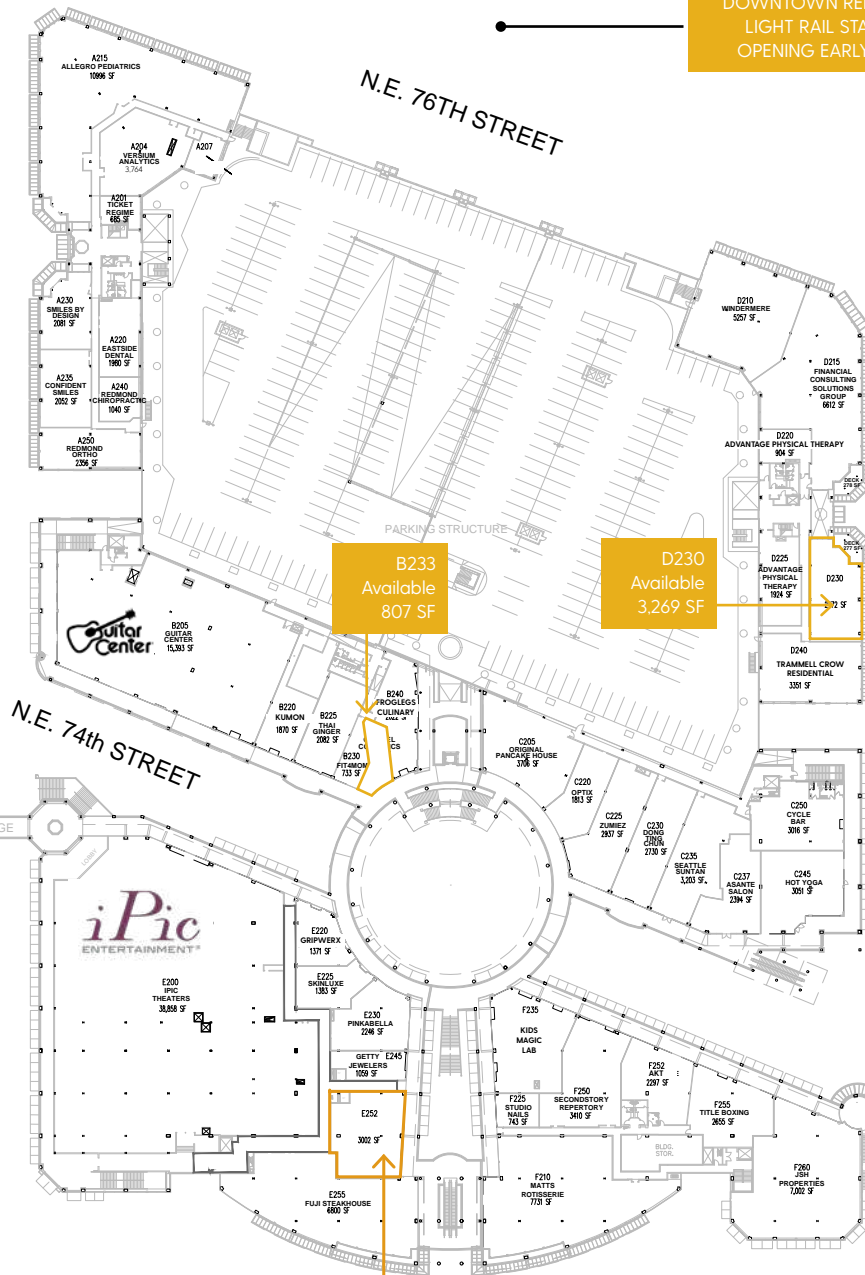 DOWNTOWN
LIGHT RAIL
OPENING EARLY
N.E. 76TH STREET
A215
ALLEGRO PEDIATRICS
10996 SF
A204
VERSIUM
ANALYTICS
3,764
A207
A201
TICKET
REGIME
685 SF
A230
SMILES BY
DESIGN
2081 SF
A220
EASTSIDE
DENTAL
1980 SF
A235
CONFIDENT
SMILES
2052 SF
A240
REDMOND
CHIROPRACTIC
1040 SF
A250
REDMOND
ORTHO
2356 SF
D210
WINDERMERE
5257 SF
D215
FINANCIAL
CONSULTING
SOLUTIONS
GROUP
6612 SF
D220
ADVANTAGE PHYSICAL THERAPY
904 SF
DECK
278 SF
DECK
277 SF
PARKING STRUCTURE
B233
Available
807 SF
D230
Available
3,269 SF
D225
ADVANTAGE
PHYSICAL
THERAPY
1924 SF
D230
D240
TRAMMELL CROW
RESIDENTIAL
3351 SF
Guitar
Center
B205
GUITAR
CENTER
15,393 SF
B220
KUMON
1870 SF
B225
THAI
GINGER
2082 SF
B240
FROGLEGS
CULINARY
B230
FIT4MOM
733 SF
N.E. 74th STREET
C205
ORIGINAL
PANCAKE HOUSE
3706 SF
C220
OPTIX
1813 SF
C225
ZUMIEZ
2937 SF
C230
DONG
TING
CHUN
2730 SF
C235
SEATTLE
SUNTAN
3,203 SF
C237
ASANTE
SALON
2394 SF
C250
CYCLE
BAR
3016 SF
C245
HOT YOGA
3051 SF
LOBBY
iPic
ENTERTAINMENT®
E200
IPIC
THEATERS
38,858 SF
E220
GRIPWERX
1371 SF
E225
SKINLUXE
1383 SF
E230
PINKABELLA
2246 SF
GETTY
JEWELERS
1059 SF
E245
E252
3002 SF
E255
FUJI STEAKHOUSE
6800 SF
F235
KIDS
MAGIC
LAB
F225
STUDIO
NAILS
743 SF
F250
SECONDSTORY
REPERTORY
3410 SF
F252
AKT
2297 SF
F255
TITLE BOXING
2655 SF
BLDG.
STOR.
F210
MATTS
ROTISSERIE
7731 SF
F260
JSH
PROPERTIES
7,002 SF